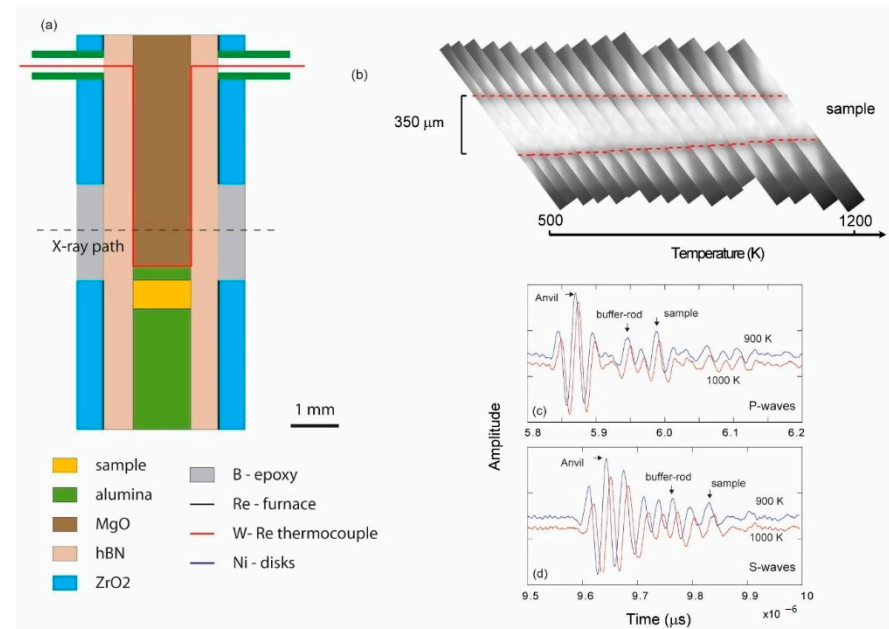 (a)
X-ray path
1 mm
sample
alumina
MgO
hBN
ZrO2
B - epoxy
Re - furnace
W- Re thermocouple
Ni - disks
(b)
350 μm
sample
500
1200
Temperature (K)
Anvil
buffer-rod
sample
900 K
1000 K
(c)
P-waves
5.8
5.9
6.0
6.1
6.2
Amplitude
Anvil
buffer-rod
sample
900 K
1000 K
(d)
S-waves
9.5
9.6
9.7
9.8
9.9
10
x10 -6
Time (μs)